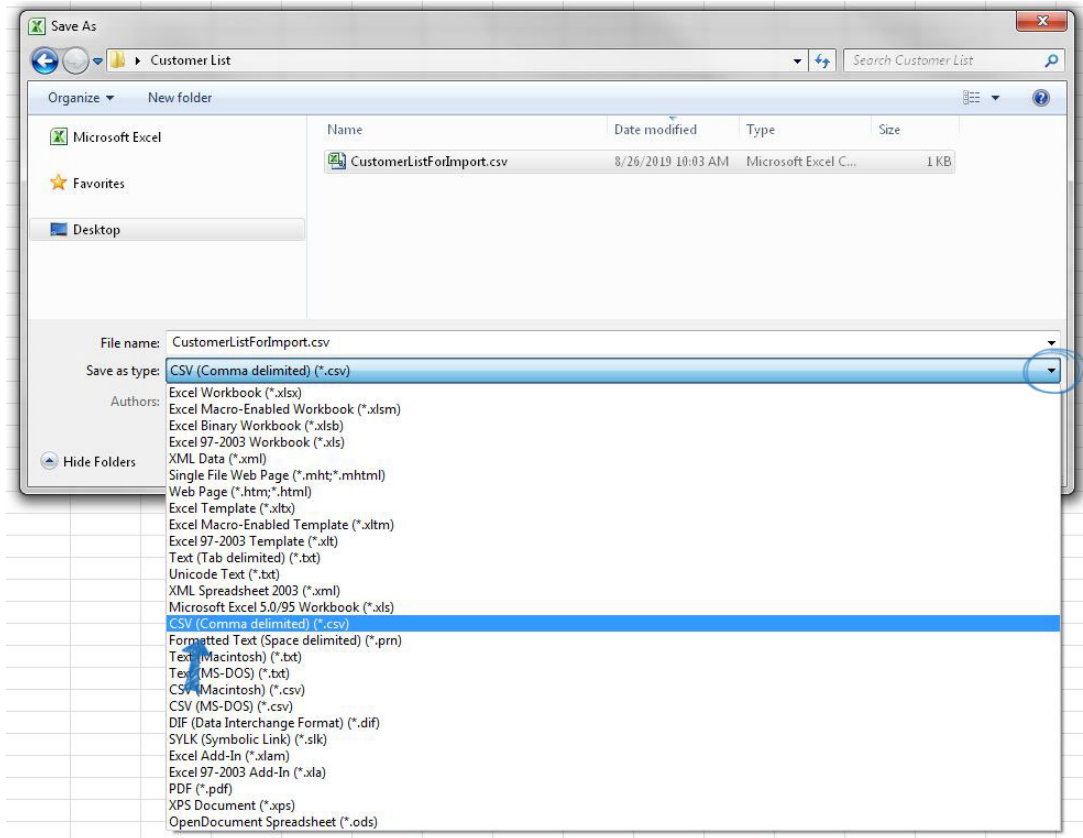 Save As
Customer List
Search Customer List
Organize
New folder
Microsoft Excel
Favorites
Desktop
Name Date modified Type Size
CustomerListForImport.csv 8/26/2019 10:03 AM Microsoft Excel C... 1 KB
File name: CustomerListForImport.csv
Save as type: CSV (Comma delimited) (*.csv)
Authors:
Hide Folders
Excel Workbook (*.xlsx)
Excel Macro-Enabled Workbook (*.xlsm)
Excel Binary Workbook (*.xlsb)
Excel 97-2003 Workbook (*.xls)
XML Data (*.xml)
Single File Web Page (*.mht;*.mhtml)
Web Page (*.htm;*.html)
Excel Template (*.xltx)
Excel Macro-Enabled Template (*.xltm)
Excel 97-2003 Template (*.xlt)
Text (Tab delimited) (*.txt)
Unicode Text (*.txt)
XML Spreadsheet 2003 (*.xml)
Microsoft Excel 5.0/95 Workbook (*.xls)
CSV (Comma delimited) (*.csv)
Formatted Text (Space delimited) (*.prn)
Text (Macintosh) (*.txt)
Text (MS-DOS) (*.txt)
CSV (Macintosh) (*.csv)
CSV (MS-DOS) (*.csv)
DIF (Data Interchange Format) (*.dif)
SYLK (Symbolic Link) (*.slk)
Excel Add-In (*.xlam)
Excel 97-2003 Add-In (*.xla)
PDF (*.pdf)
XPS Document (*.xps)
OpenDocument Spreadsheet (*.ods)